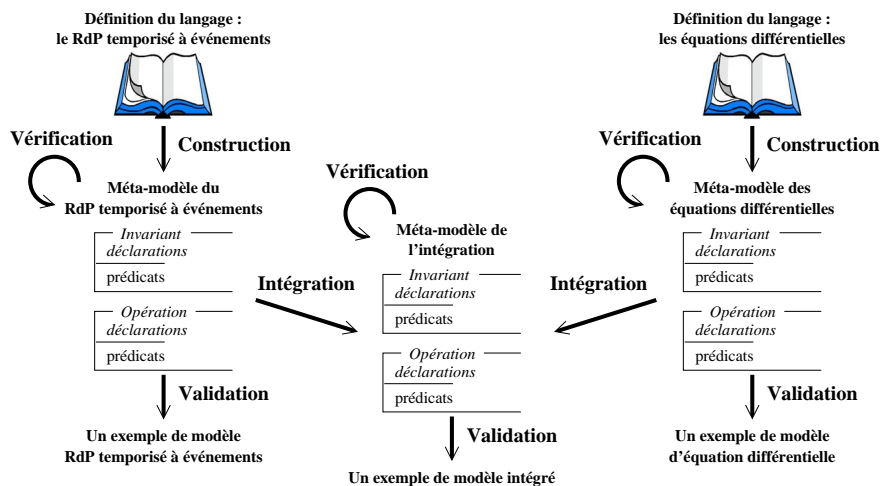 Définition du langage :
le RdP temporisé à événements
Vérification
Construction
Méta-modèle du
RdP temporisé à événements
Invariant
déclarations
prédicats
Opération
déclarations
prédicats
Validation
Un exemple de modèle
RdP temporisé à événements
Intégration
Vérification
Méta-modèle de
l'intégration
Invariant
déclarations
prédicats
Opération
déclarations
prédicats
Validation
Un exemple de modèle intégré
Définition du langage :
les équations différentielles
Vérification
Construction
Méta-modèle des
équations différentielles
Intégration
Invariant
déclarations
prédicats
Opération
déclarations
prédicats
Validation
Un exemple de modèle
d'équation différentielle